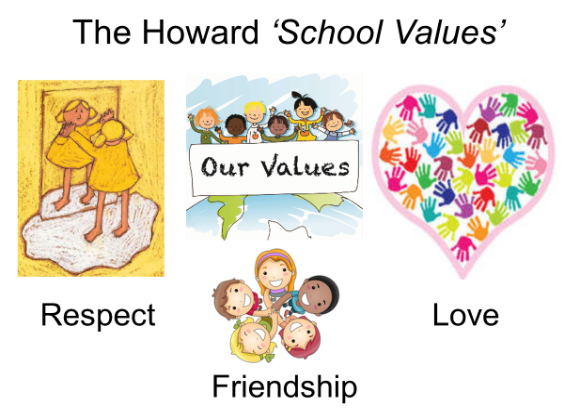 The Howard ‘School Values’
Our Values
Respect
Love
Friendship